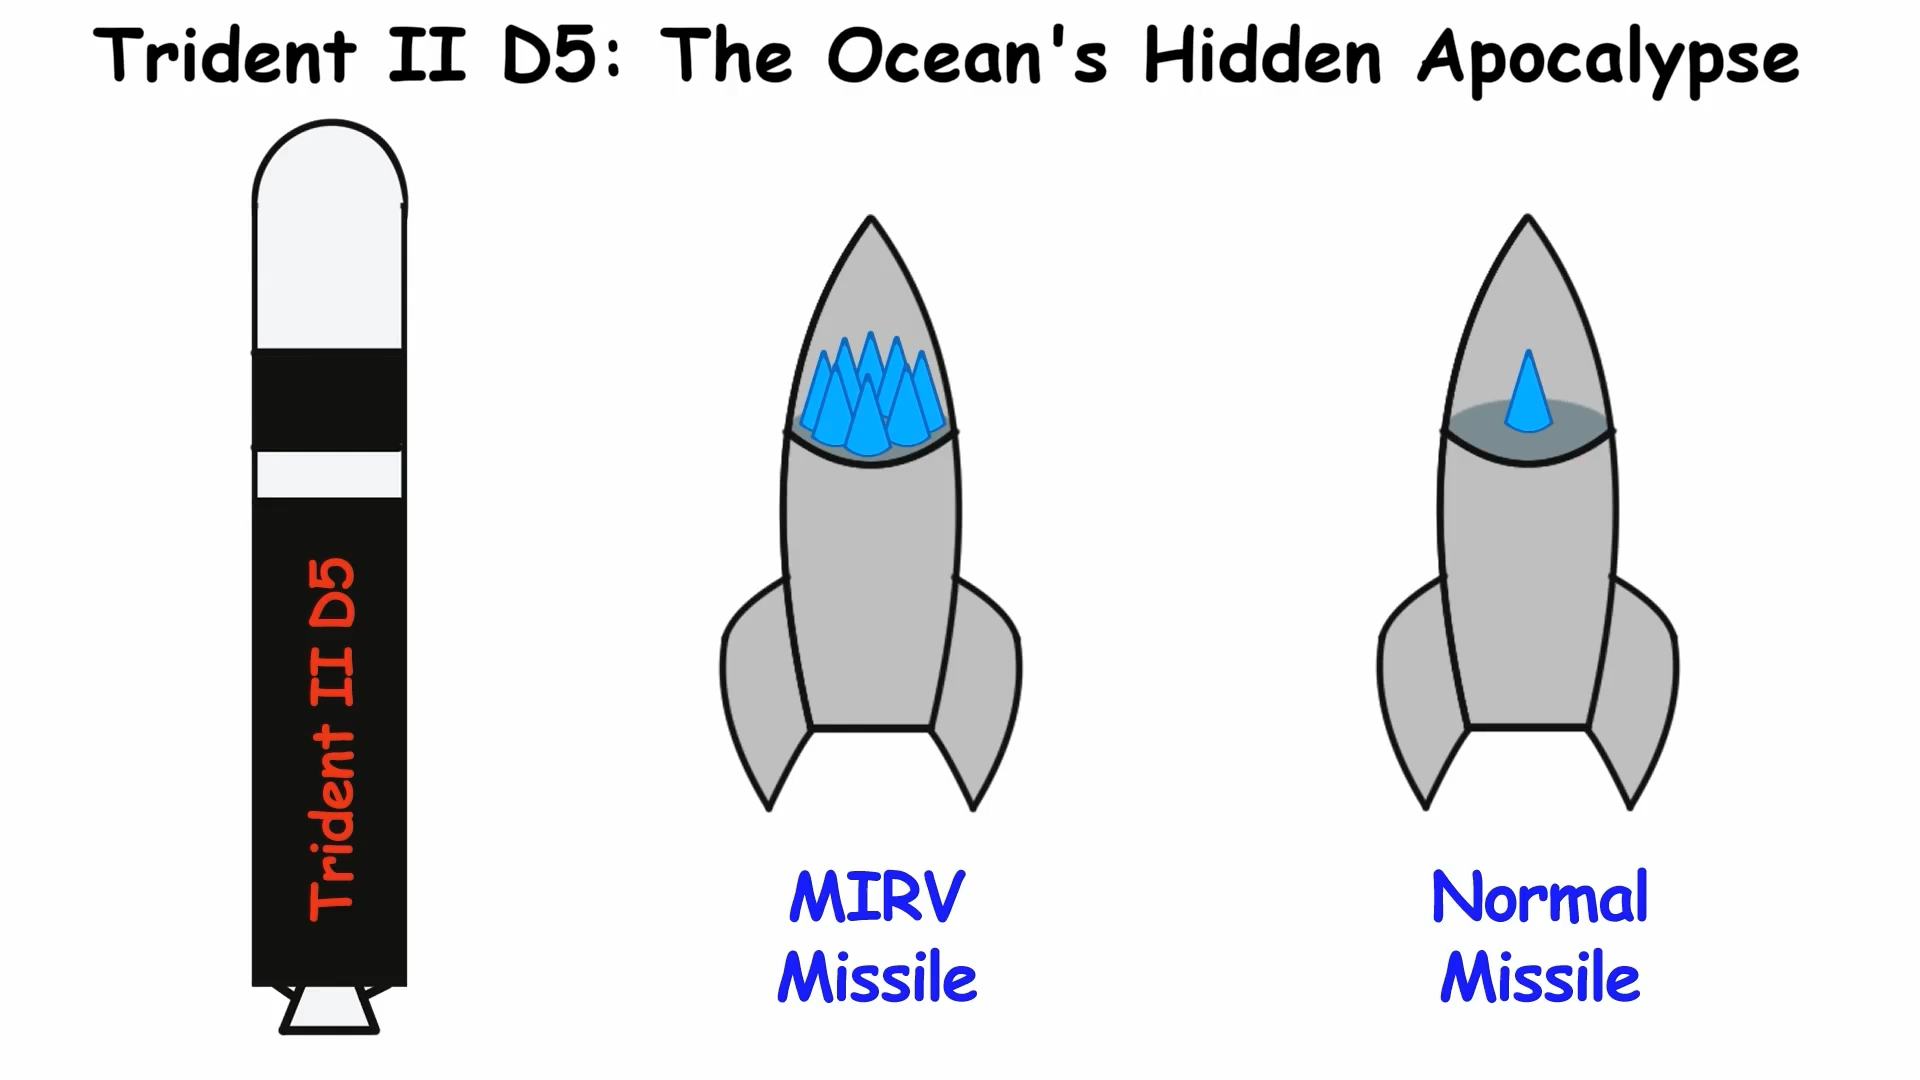 Trident II D5: The Ocean's Hidden Apocalypse
Trident II D5
MIRV
Missile
Normal
Missile